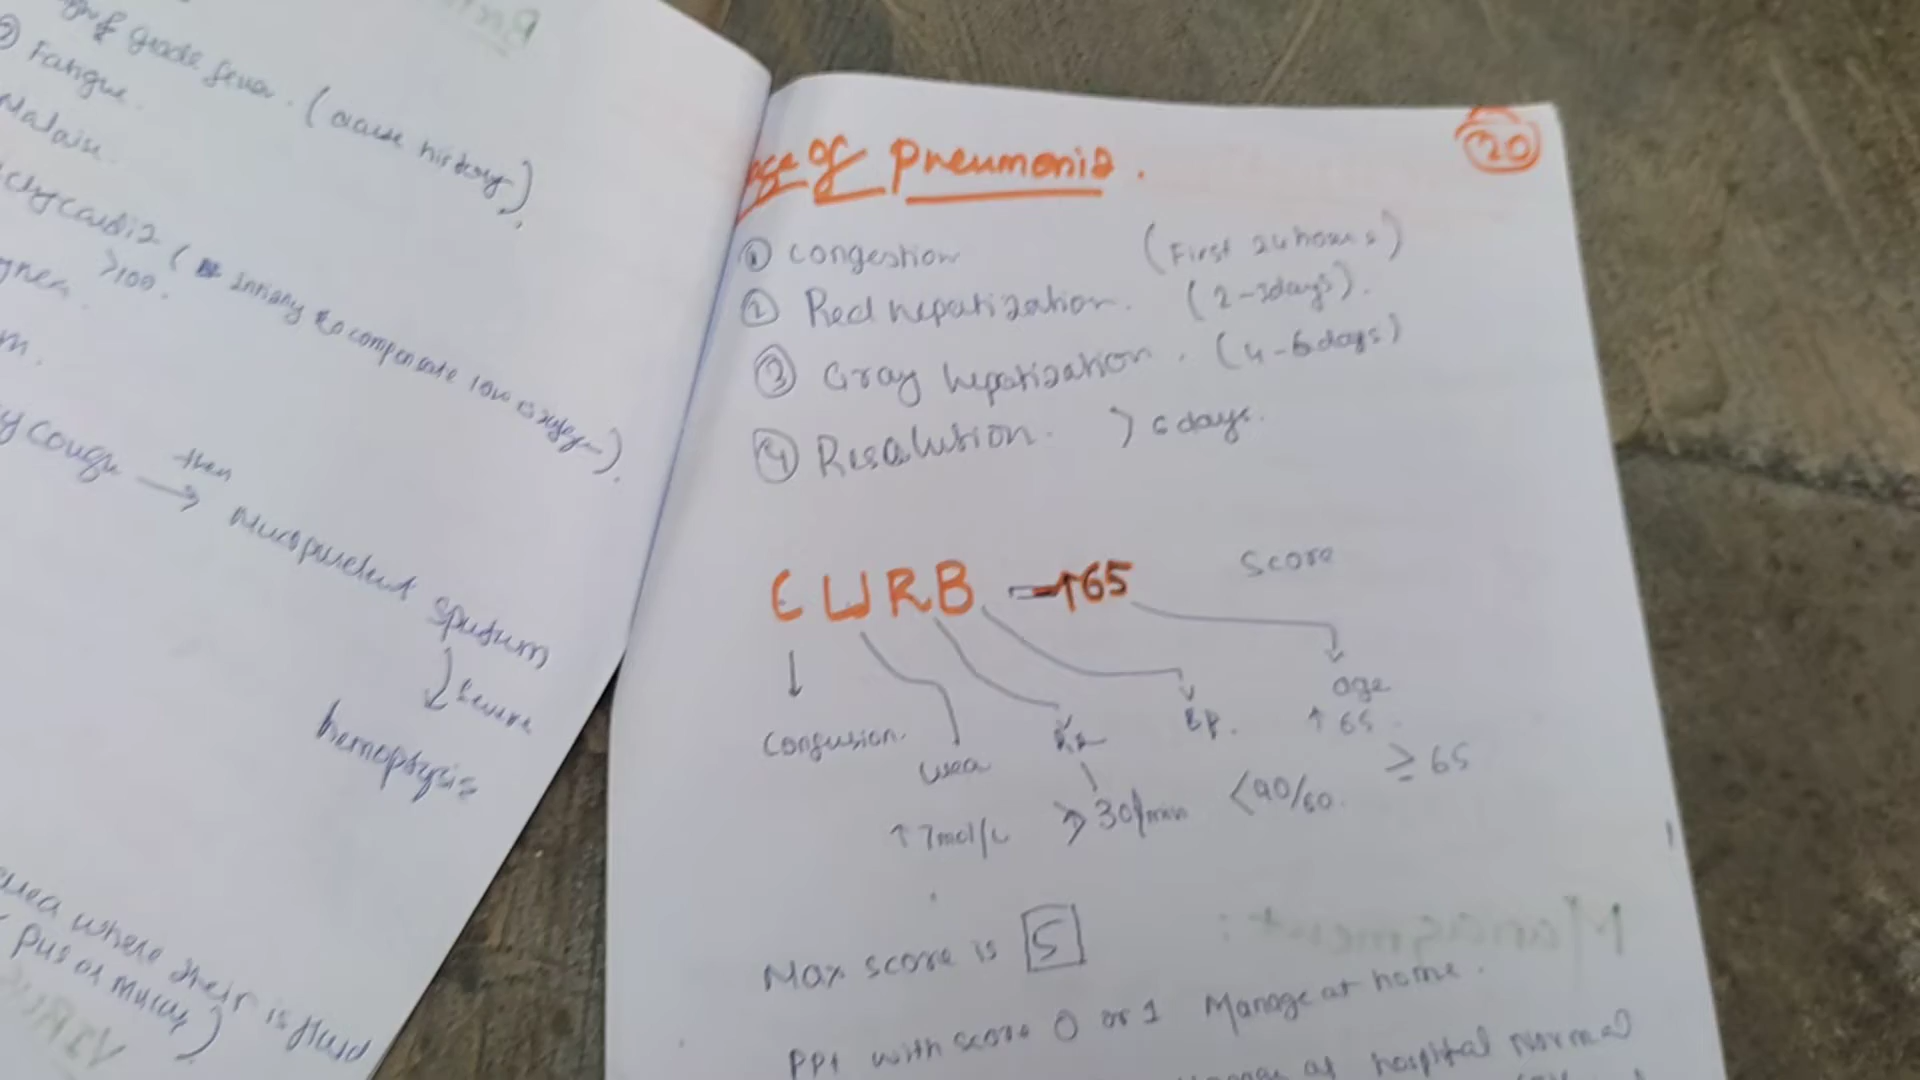 grade fever. (acute history).
Fatigue.
Malaise.
>100.
to compensate low oxygen).
cough → then
Mucopurulent sputum
severe
hemoptysis
where their is fluid
pus or mucus)
of pneumonia.
20
① Congestion (First 24 hours)
② Red hepatization. (2-3days).
③ Gray hepatization. (4-6days)
④ Resolution. > 6 days.
CURB - ↑65 Score
↓
Confusion.
urea
RR
BP.
age
↑ 65.
↑ 7mol/L
≥ 30/min
<90/60.
≥ 65
Max score is 5
PPt with score 0 or 1 Manage at home.
hospital Normal
Managment: